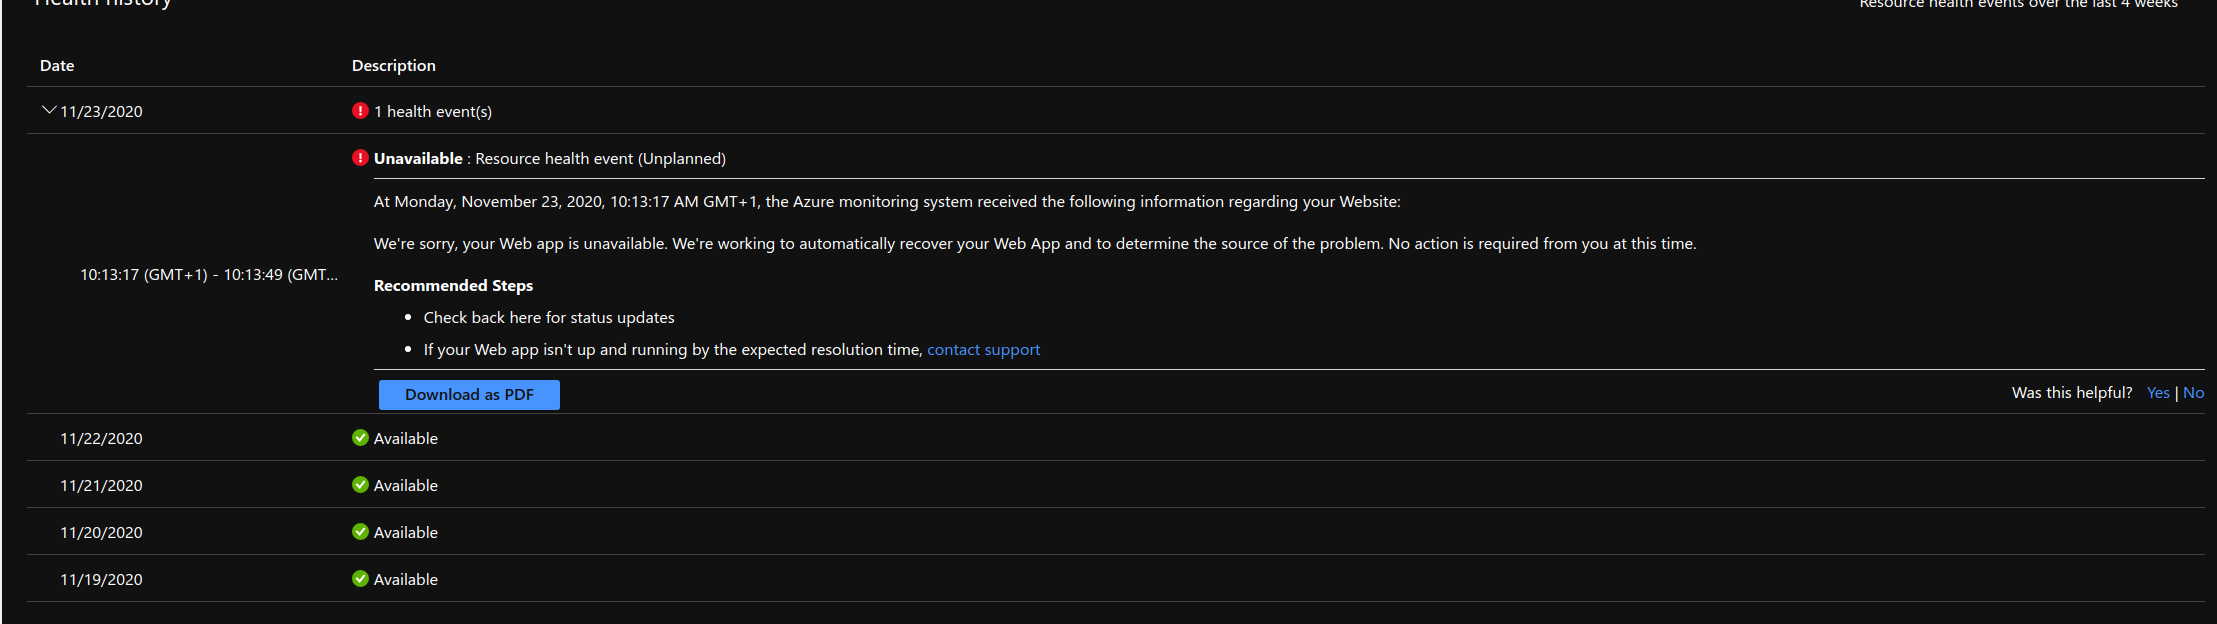 Health history
Resource health events over the last 4 weeks
Date Description
11/23/2020 1 health event(s)
Unavailable : Resource health event (Unplanned)
At Monday, November 23, 2020, 10:13:17 AM GMT+1, the Azure monitoring system received the following information regarding your Website:
We're sorry, your Web app is unavailable. We're working to automatically recover your Web App and to determine the source of the problem. No action is required from you at this time.
10:13:17 (GMT+1) - 10:13:49 (GMT...
Recommended Steps
• Check back here for status updates
• If your Web app isn't up and running by the expected resolution time, contact support
Download as PDF
Was this helpful? Yes | No
11/22/2020 Available
11/21/2020 Available
11/20/2020 Available
11/19/2020 Available